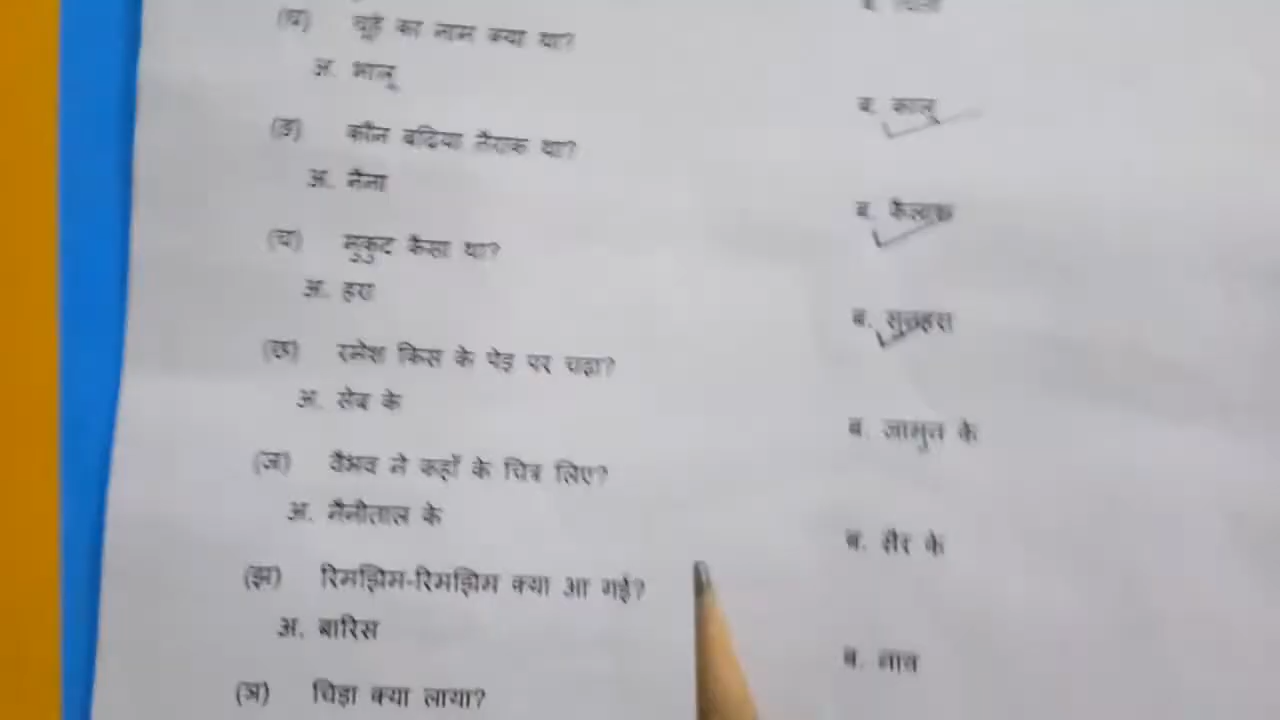 (घ) चूहे का नाम क्या था?
अ. भालू
ब. कालू
(ङ) कौन बढिया तैराक था?
अ. नैना
ब. कैलाश
(च) मुकुट कैसा था?
अ. हरा
ब. सुनहरा
(छ) रमेश किस के पेड़ पर चढ़ा?
अ. सेब के
ब. जामुन के
(ज) वैभव ने कहाँ के चित्र लिए?
अ. नैनीताल के
ब. शैर के
(झ) रिमझिम-रिमझिम क्या आ गई?
अ. बारिस
ब. नाव
(ञ) चिड़ा क्या लाया?